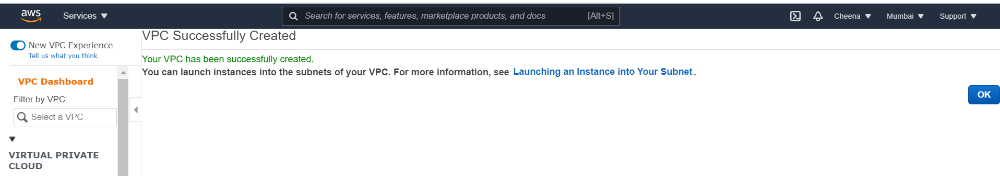 aws
Services
Search for services, features, marketplace products, and docs [Alt+S]
Cheena
Mumbai
Support
New VPC Experience
Tell us what you think
VPC Dashboard
Filter by VPC:
Select a VPC
VIRTUAL PRIVATE
CLOUD
VPC Successfully Created
Your VPC has been successfully created.
You can launch instances into the subnets of your VPC. For more information, see Launching an Instance into Your Subnet.
OK